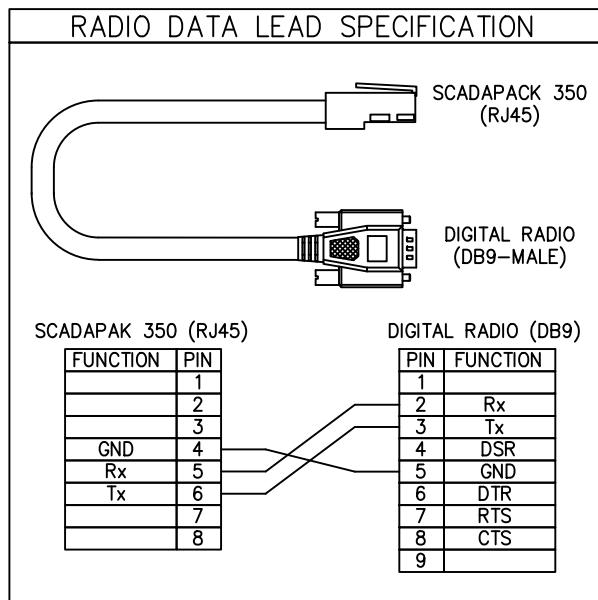 RADIO DATA LEAD SPECIFICATION
SCADAPACK 350
(RJ45)
DIGITAL RADIO
(DB9-MALE)
SCADAPAK 350 (RJ45)
FUNCTION PIN
1
2
3
GND 4
Rx 5
Tx 6
7
8
DIGITAL RADIO (DB9)
PIN FUNCTION
1
2 Rx
3 Tx
4 DSR
5 GND
6 DTR
7 RTS
8 CTS
9